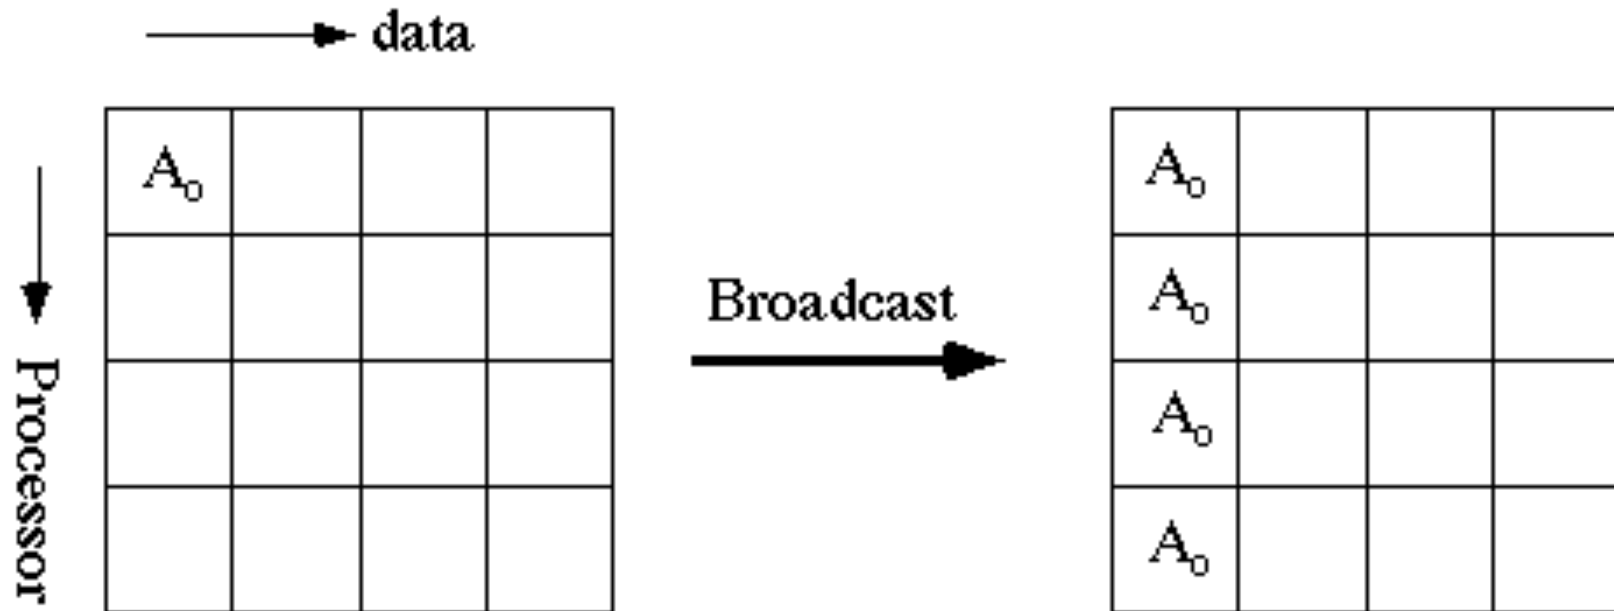 data
A₀
A₀
A₀
Broadcast
A₀
Processor
A₀